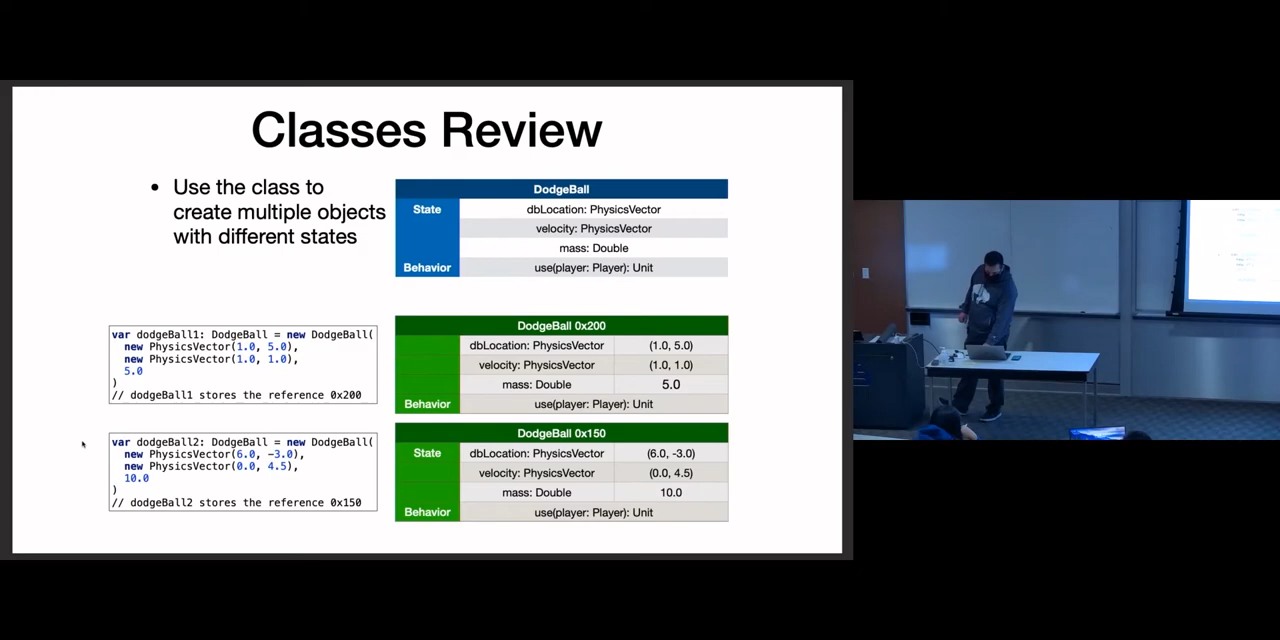 Classes Review
• Use the class to
create multiple objects
with different states
DodgeBall
State
dbLocation: PhysicsVector
velocity: PhysicsVector
mass: Double
Behavior
use(player: Player): Unit
var dodgeBall1: DodgeBall = new DodgeBall(
new PhysicsVector(1.0, 5.0),
new PhysicsVector(1.0, 1.0),
5.0
)
// dodgeBall1 stores the reference 0x200
DodgeBall 0x200
dbLocation: PhysicsVector (1.0, 5.0)
velocity: PhysicsVector (1.0, 1.0)
mass: Double 5.0
Behavior use(player: Player): Unit
var dodgeBall2: DodgeBall = new DodgeBall(
new PhysicsVector(6.0, -3.0),
new PhysicsVector(0.0, 4.5),
10.0
)
// dodgeBall2 stores the reference 0x150
DodgeBall 0x150
State dbLocation: PhysicsVector (6.0, -3.0)
velocity: PhysicsVector (0.0, 4.5)
mass: Double 10.0
Behavior use(player: Player): Unit